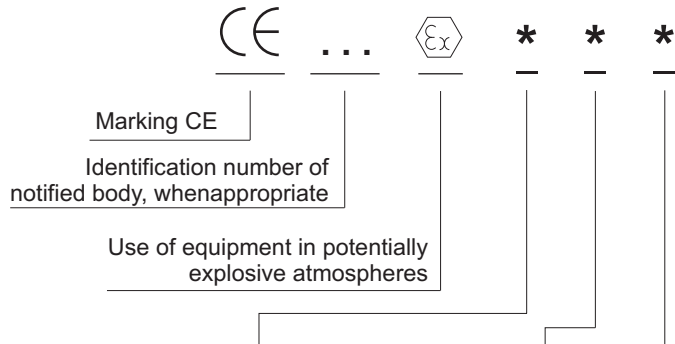 CE ... Ex * * *
Marking CE
Identification number of
notified body, whenappropriate
Use of equipment in potentially
explosive atmospheres